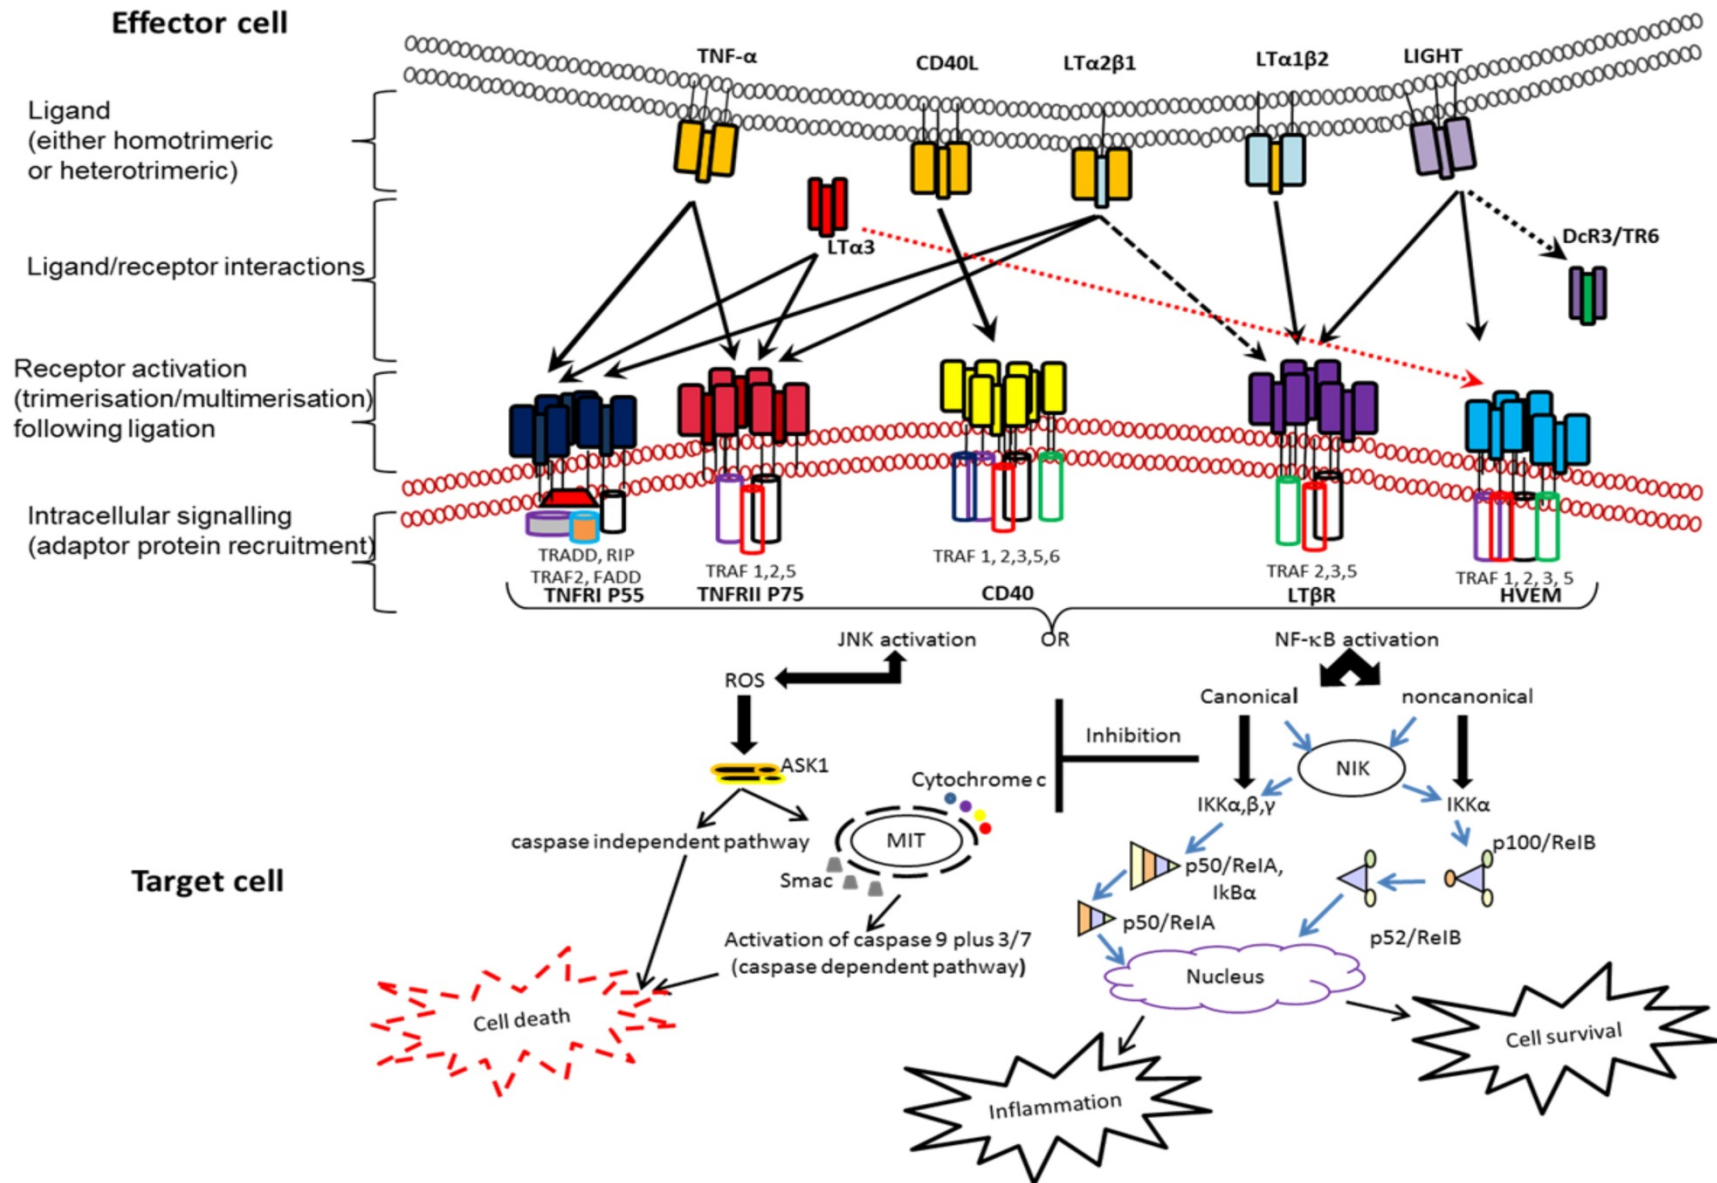 Effector cell
TNF-α
CD40L
LTα2β1
LTα1β2
LIGHT
Ligand
(either homotrimeric
or heterotrimeric)
LTα3
DcR3/TR6
Ligand/receptor interactions
Receptor activation
(trimerisation/multimerisation)
following ligation
Intracellular signalling
(adaptor protein recruitment)
TRADD, RIP
TRAF2, FADD
TNFRI P55
TRAF 1,2,5
TNFRII P75
TRAF 1, 2,3,5,6
CD40
TRAF 2,3,5
LTβR
TRAF 1, 2, 3, 5
HVEM
JNK activation
OR
NF-κB activation
ROS
Canonical
noncanonical
Inhibition
ASK1
NIK
Cytochrome c
IKKα,β,γ
IKKα
caspase independent pathway
MIT
p100/RelB
p50/RelA,
IkBα
Smac
Target cell
p50/RelA
p52/RelB
Activation of caspase 9 plus 3/7
(caspase dependent pathway)
Nucleus
Cell death
Cell survival
Inflammation